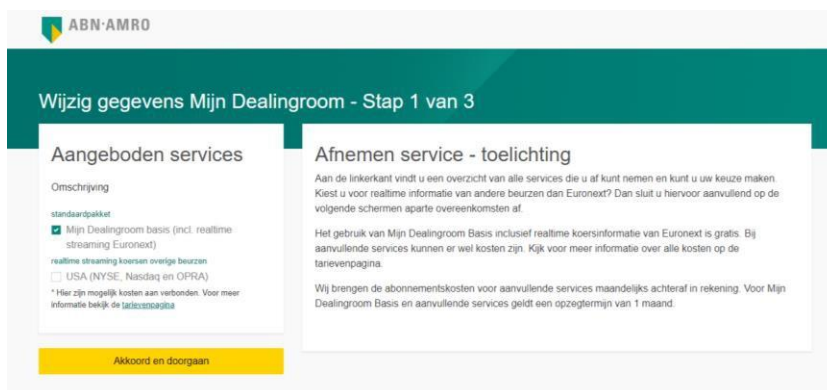 ABN·AMRO
Wijzig gegevens Mijn Dealingroom - Stap 1 van 3
Aangeboden services
Omschrijving
standaardpakket
Mijn Dealingroom basis (incl. realtime
streaming Euronext)
realtime streaming koersen overige beurzen
USA (NYSE, Nasdaq en OPRA)
* Hier zijn mogelijk kosten aan verbonden. Voor meer
informatie bekijk de tarievenpagina
Akkoord en doorgaan
Afnemen service - toelichting
Aan de linkerkant vindt u een overzicht van alle services die u af kunt nemen en kunt u uw keuze maken.
Kiest u voor realtime informatie van andere beurzen dan Euronext? Dan sluit u hiervoor aanvullend op de
volgende schermen aparte overeenkomsten af.
Het gebruik van Mijn Dealingroom Basis inclusief realtime koersinformatie van Euronext is gratis. Bij
aanvullende services kunnen er wel kosten zijn. Kijk voor meer informatie over alle kosten op de
tarievenpagina.
Wij brengen de abonnementskosten voor aanvullende services maandelijks achteraf in rekening. Voor Mijn
Dealingroom Basis en aanvullende services geldt een opzegtermijn van 1 maand.